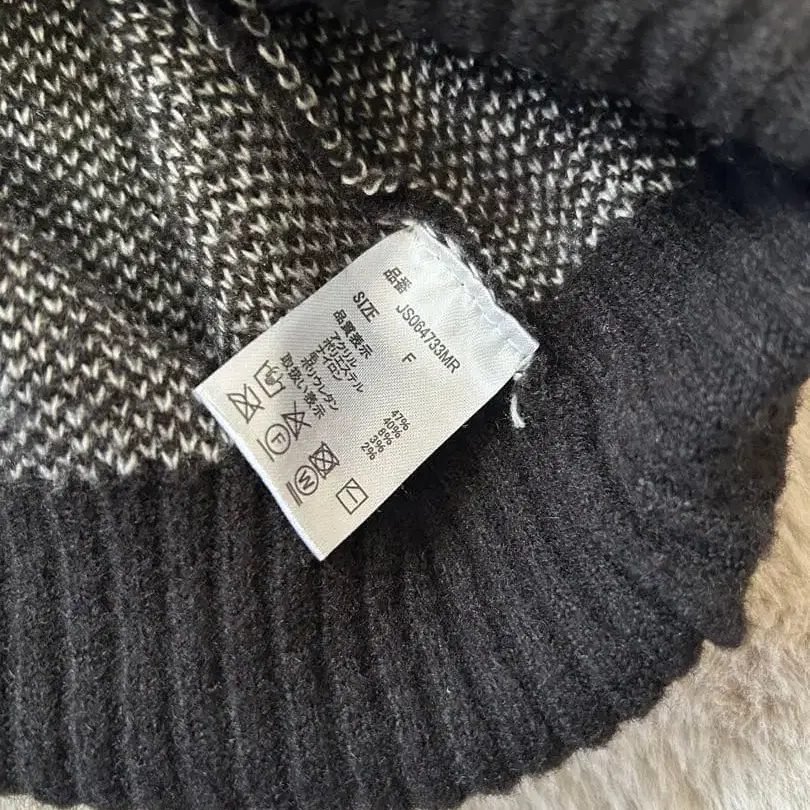 品番 JS064733MR
SIZE F
品質表示
アクリル 47%
ポリエステル 40%
ナイロン 8%
毛 3%
ポリウレタン 2%
取扱い表示
F
W